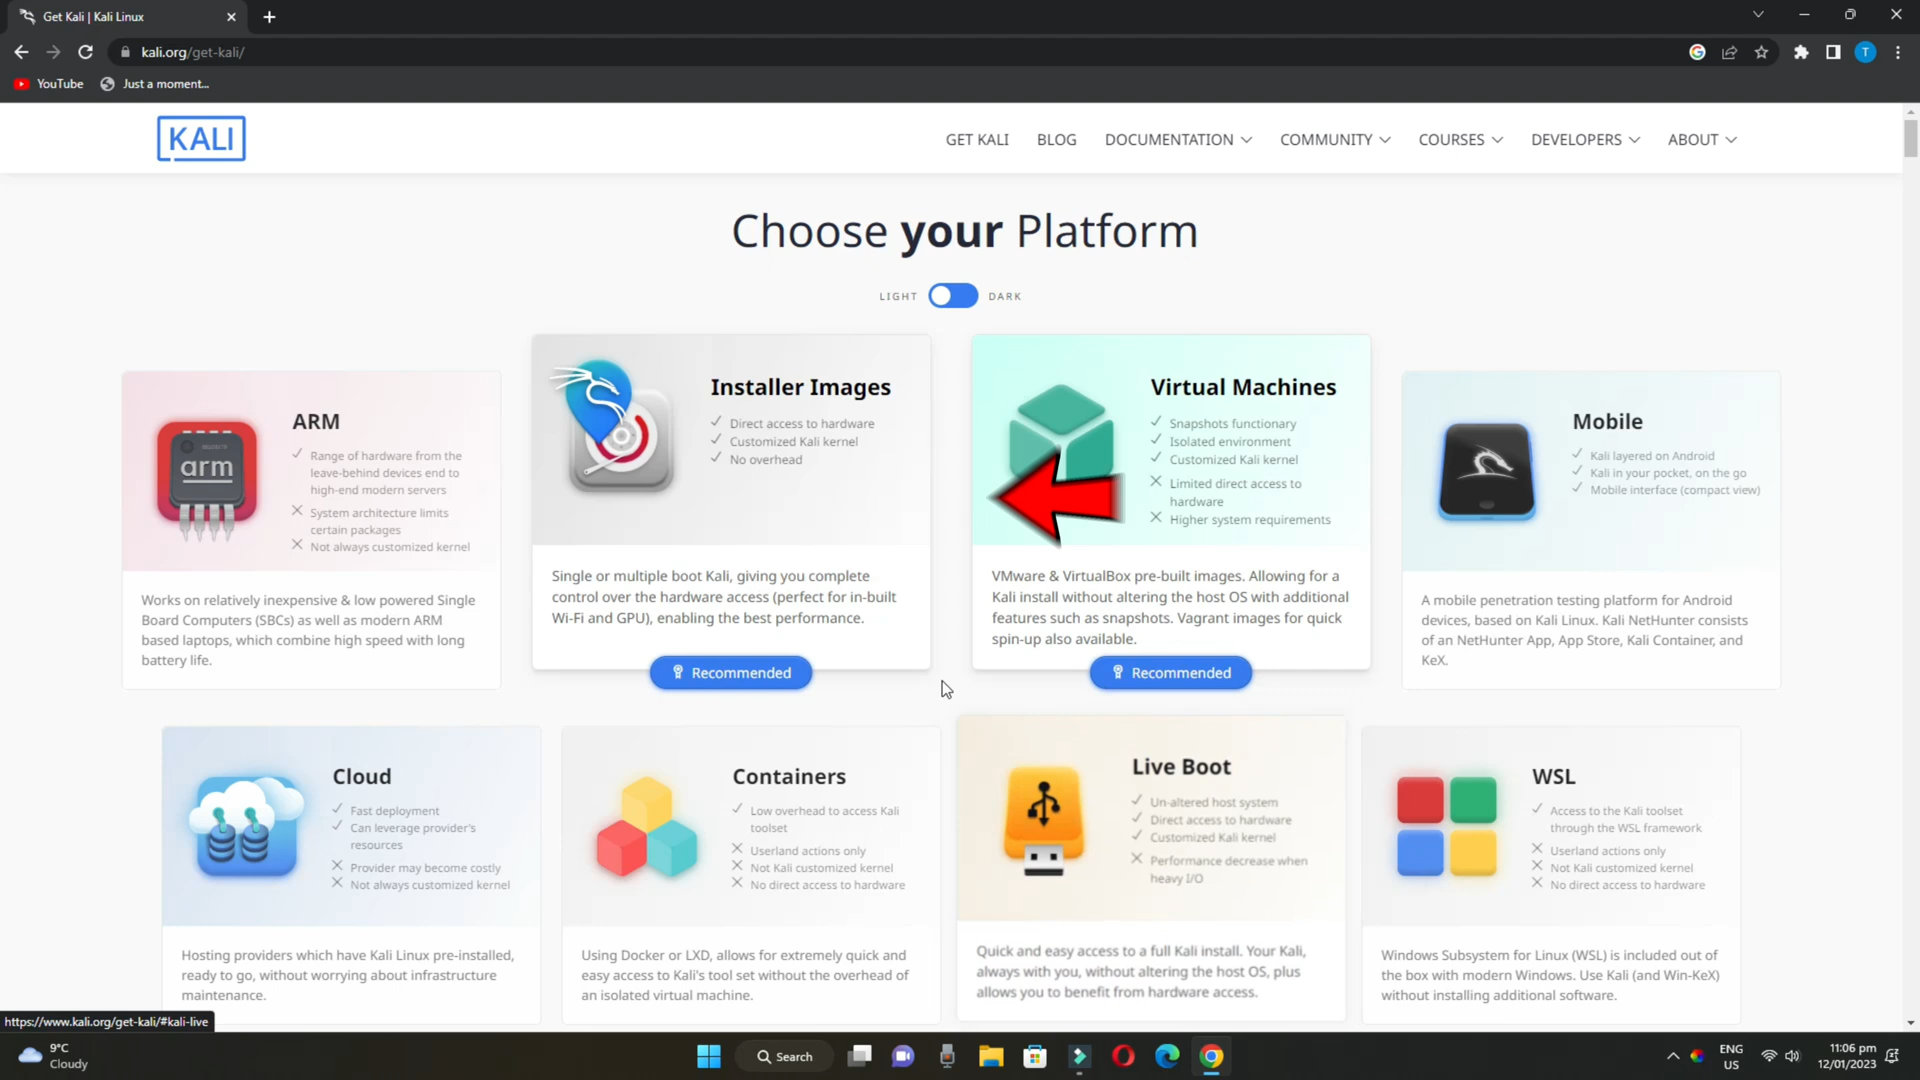 Get Kali | Kali Linux
kali.org/get-kali/
T
YouTube
Just a moment...
KALI
GET KALI
BLOG
DOCUMENTATION
COMMUNITY
COURSES
DEVELOPERS
ABOUT
Choose your Platform
LIGHT
DARK
ARM
arm
Range of hardware from the
leave-behind devices end to
high-end modern servers
System architecture limits
certain packages
Not always customized kernel
Works on relatively inexpensive & low powered Single
Board Computers (SBCs) as well as modern ARM
based laptops, which combine high speed with long
battery life.
Installer Images
Direct access to hardware
Customized Kali kernel
No overhead
Single or multiple boot Kali, giving you complete
control over the hardware access (perfect for in-built
Wi-Fi and GPU), enabling the best performance.
Recommended
Virtual Machines
Snapshots functionary
Isolated environment
Customized Kali kernel
Limited direct access to
hardware
Higher system requirements
VMware & VirtualBox pre-built images. Allowing for a
Kali install without altering the host OS with additional
features such as snapshots. Vagrant images for quick
spin-up also available.
Recommended
Mobile
Kali layered on Android
Kali in your pocket, on the go
Mobile interface (compact view)
A mobile penetration testing platform for Android
devices, based on Kali Linux. Kali NetHunter consists
of an NetHunter App, App Store, Kali Container, and
KeX.
Cloud
Fast deployment
Can leverage provider's
resources
Provider may become costly
Not always customized kernel
Hosting providers which have Kali Linux pre-installed,
ready to go, without worrying about infrastructure
maintenance.
Containers
Low overhead to access Kali
toolset
Userland actions only
Not Kali customized kernel
No direct access to hardware
Using Docker or LXD, allows for extremely quick and
easy access to Kali's tool set without the overhead of
an isolated virtual machine.
Live Boot
Un-altered host system
Direct access to hardware
Customized Kali kernel
Performance decrease when
heavy I/O
Quick and easy access to a full Kali install. Your Kali,
always with you, without altering the host OS, plus
allows you to benefit from hardware access.
WSL
Access to the Kali toolset
through the WSL framework
Userland actions only
Not Kali customized kernel
No direct access to hardware
Windows Subsystem for Linux (WSL) is included out of
the box with modern Windows. Use Kali (and Win-KeX)
without installing additional software.
https://www.kali.org/get-kali/#kali-live
9°C
Cloudy
Search
ENG
US
11:06 pm
12/01/2023